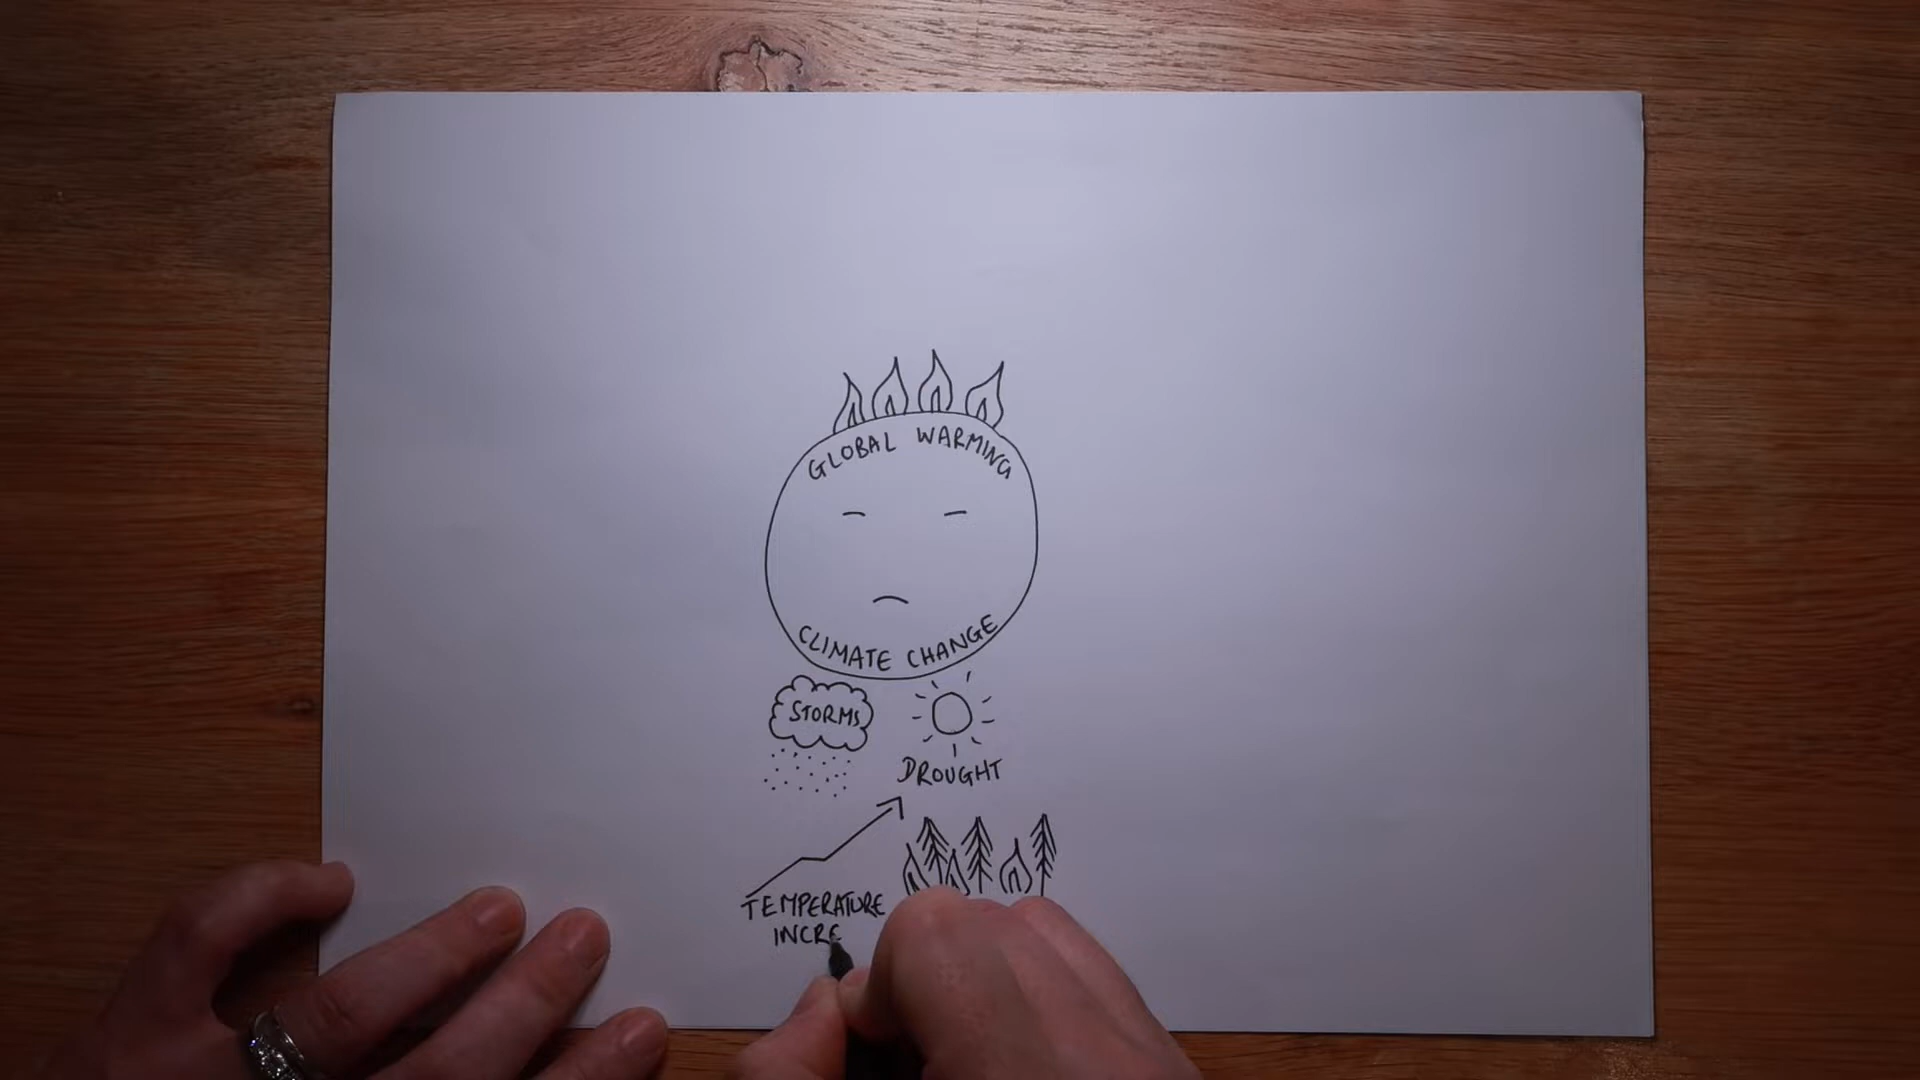 GLOBAL WARMING
CLIMATE CHANGE
STORMS
DROUGHT
TEMPERATURE
INCRE